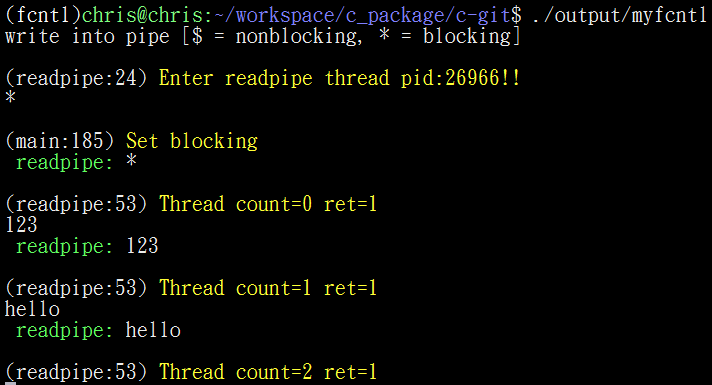 (fcntl)chris@chris:~/workspace/c_package/c-git$ ./output/myfcntl
write into pipe [$ = nonblocking, * = blocking]
(readpipe:24) Enter readpipe thread pid:26966!!
*
(main:185) Set blocking
readpipe: *
(readpipe:53) Thread count=0 ret=1
123
readpipe: 123
(readpipe:53) Thread count=1 ret=1
hello
readpipe: hello
(readpipe:53) Thread count=2 ret=1